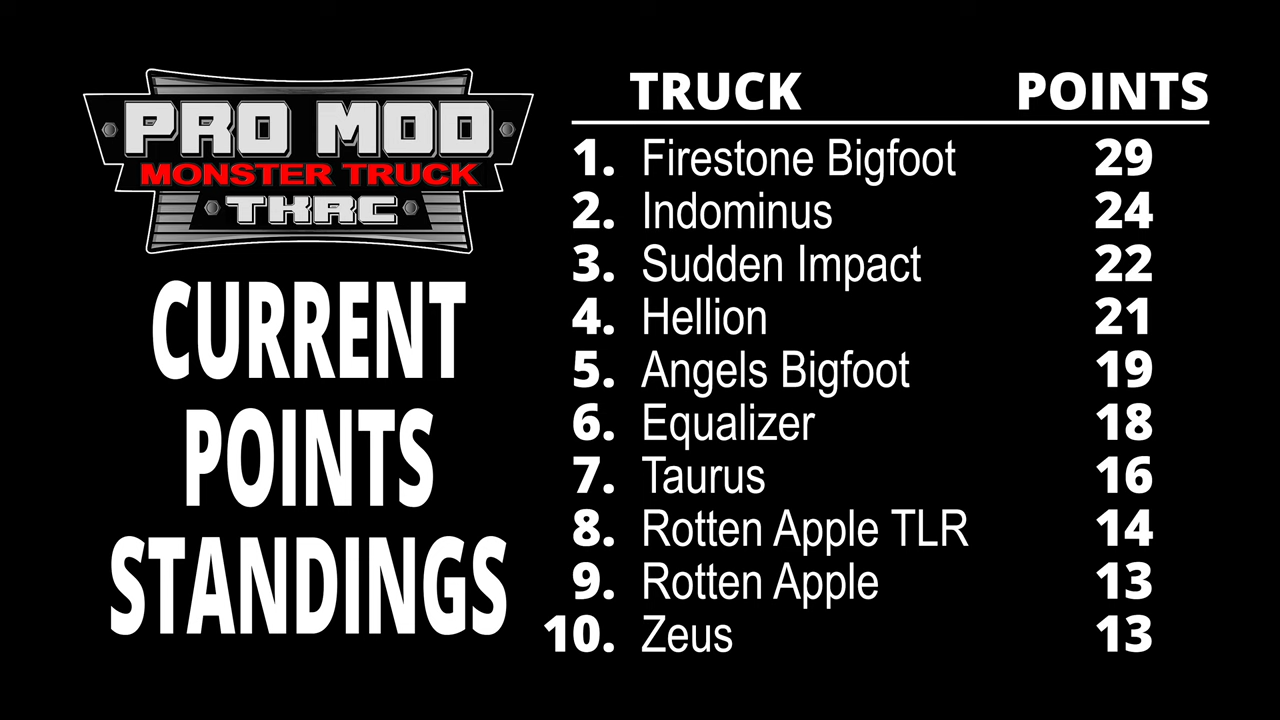 PRO MOD
MONSTER TRUCK
TKRC
CURRENT
POINTS
STANDINGS
TRUCK POINTS
1. Firestone Bigfoot 29
2. Indominus 24
3. Sudden Impact 22
4. Hellion 21
5. Angels Bigfoot 19
6. Equalizer 18
7. Taurus 16
8. Rotten Apple TLR 14
9. Rotten Apple 13
10. Zeus 13